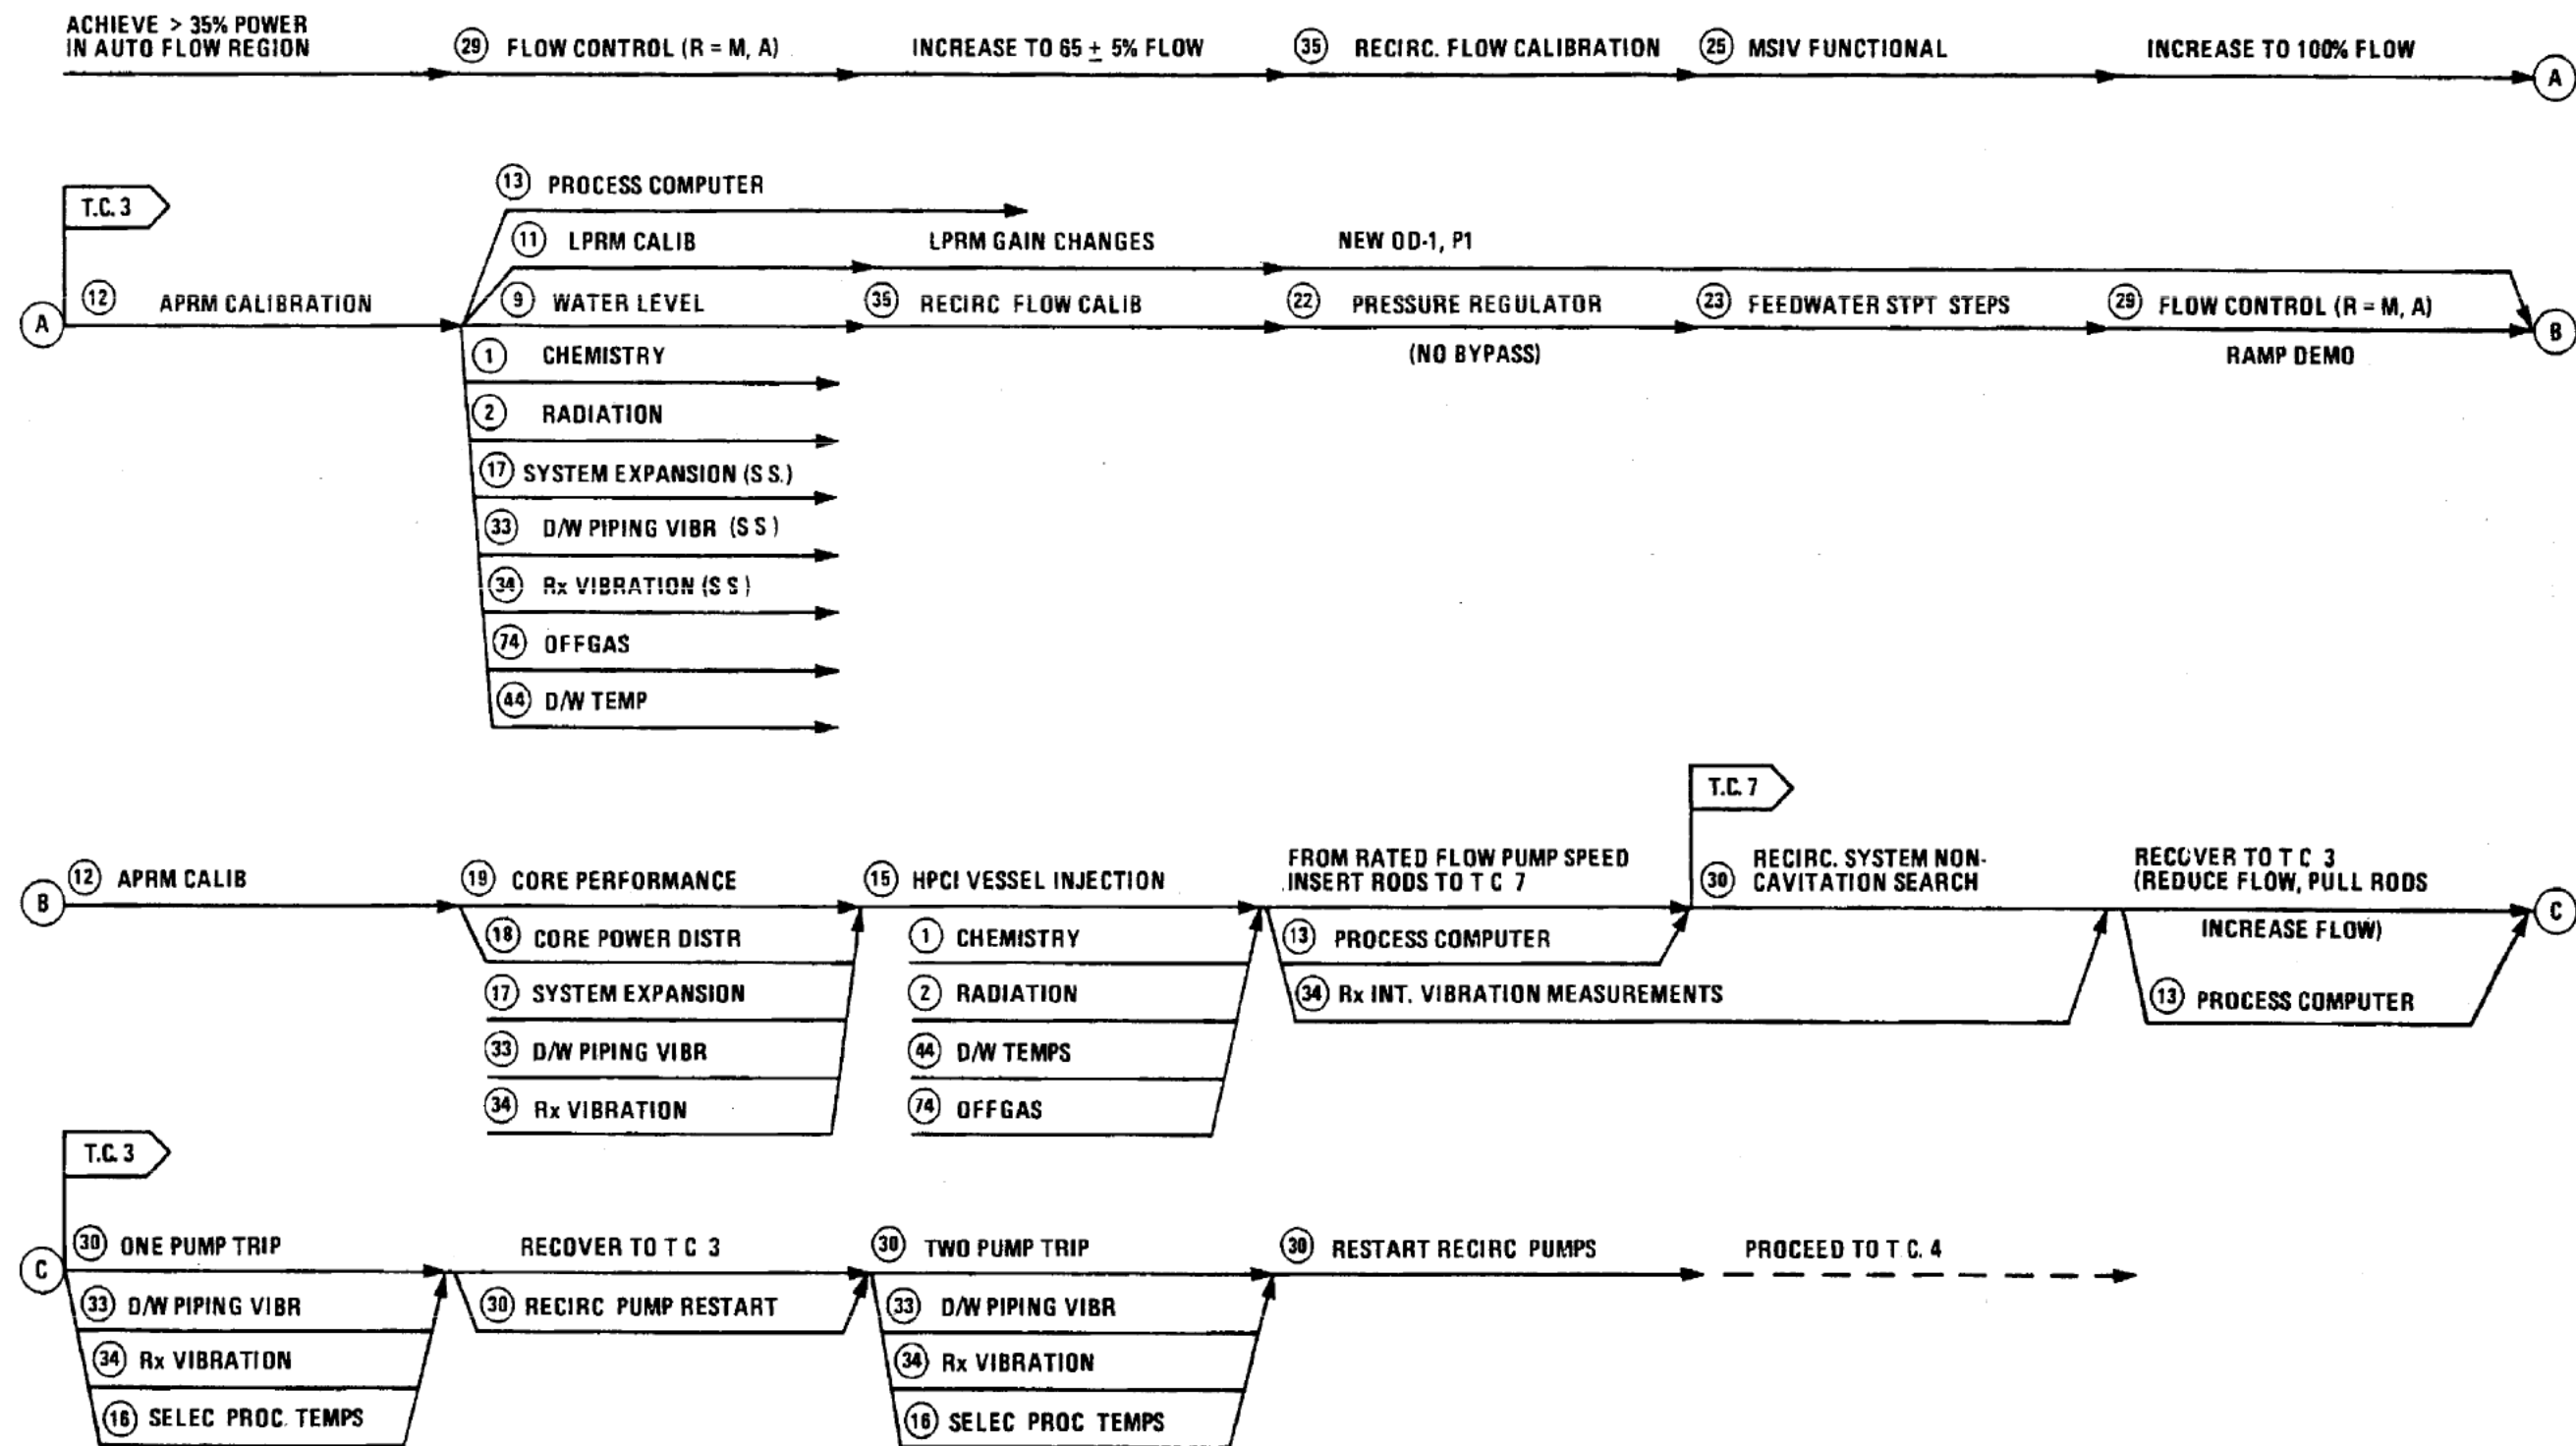 ACHIEVE > 35% POWER
IN AUTO FLOW REGION
29 FLOW CONTROL (R = M, A)
INCREASE TO 65 ± 5% FLOW
35 RECIRC. FLOW CALIBRATION
25 MSIV FUNCTIONAL
INCREASE TO 100% FLOW
A
T.C. 3
13 PROCESS COMPUTER
11 LPRM CALIB
LPRM GAIN CHANGES
NEW OD-1, P1
A
12 APRM CALIBRATION
9 WATER LEVEL
35 RECIRC FLOW CALIB
22 PRESSURE REGULATOR
(NO BYPASS)
23 FEEDWATER STPT STEPS
29 FLOW CONTROL (R = M, A)
RAMP DEMO
B
1 CHEMISTRY
2 RADIATION
17 SYSTEM EXPANSION (S S.)
33 D/W PIPING VIBR (S S)
34 Rx VIBRATION (S S)
74 OFFGAS
44 D/W TEMP
T.C. 7
B
12 APRM CALIB
19 CORE PERFORMANCE
15 HPCI VESSEL INJECTION
FROM RATED FLOW PUMP SPEED
INSERT RODS TO T C 7
30 RECIRC. SYSTEM NON-
CAVITATION SEARCH
RECOVER TO T C 3
(REDUCE FLOW, PULL RODS
INCREASE FLOW)
C
18 CORE POWER DISTR
1 CHEMISTRY
13 PROCESS COMPUTER
17 SYSTEM EXPANSION
2 RADIATION
34 Rx INT. VIBRATION MEASUREMENTS
13 PROCESS COMPUTER
33 D/W PIPING VIBR
44 D/W TEMPS
34 Rx VIBRATION
74 OFFGAS
T.C. 3
C
30 ONE PUMP TRIP
RECOVER TO T C 3
30 TWO PUMP TRIP
30 RESTART RECIRC PUMPS
PROCEED TO T.C. 4
33 D/W PIPING VIBR
30 RECIRC PUMP RESTART
33 D/W PIPING VIBR
34 Rx VIBRATION
34 Rx VIBRATION
16 SELEC PROC. TEMPS
16 SELEC PROC TEMPS